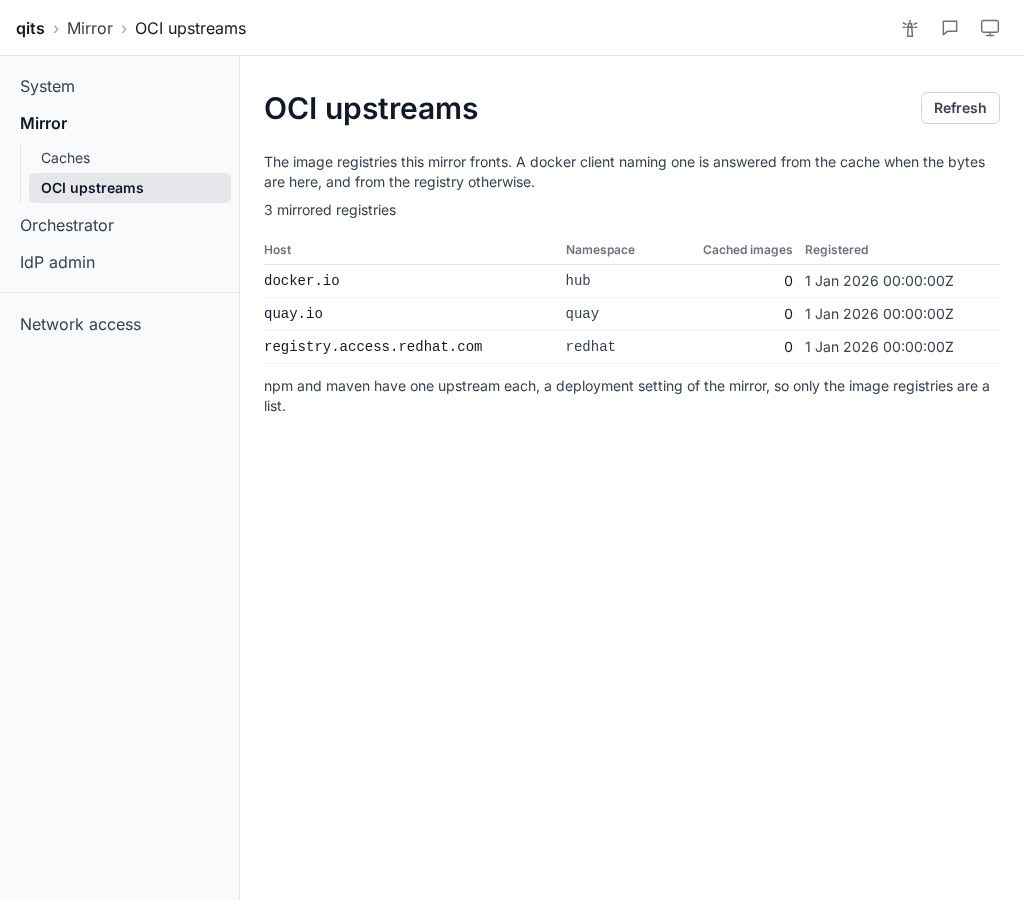 qits › Mirror › OCI upstreams
System
Mirror
Caches
OCI upstreams
Orchestrator
IdP admin
Network access
OCI upstreams
Refresh
The image registries this mirror fronts. A docker client naming one is answered from the cache when the bytes
are here, and from the registry otherwise.
3 mirrored registries
Host Namespace Cached images Registered
docker.io hub 0 1 Jan 2026 00:00:00Z
quay.io quay 0 1 Jan 2026 00:00:00Z
registry.access.redhat.com redhat 0 1 Jan 2026 00:00:00Z
npm and maven have one upstream each, a deployment setting of the mirror, so only the image registries are a
list.